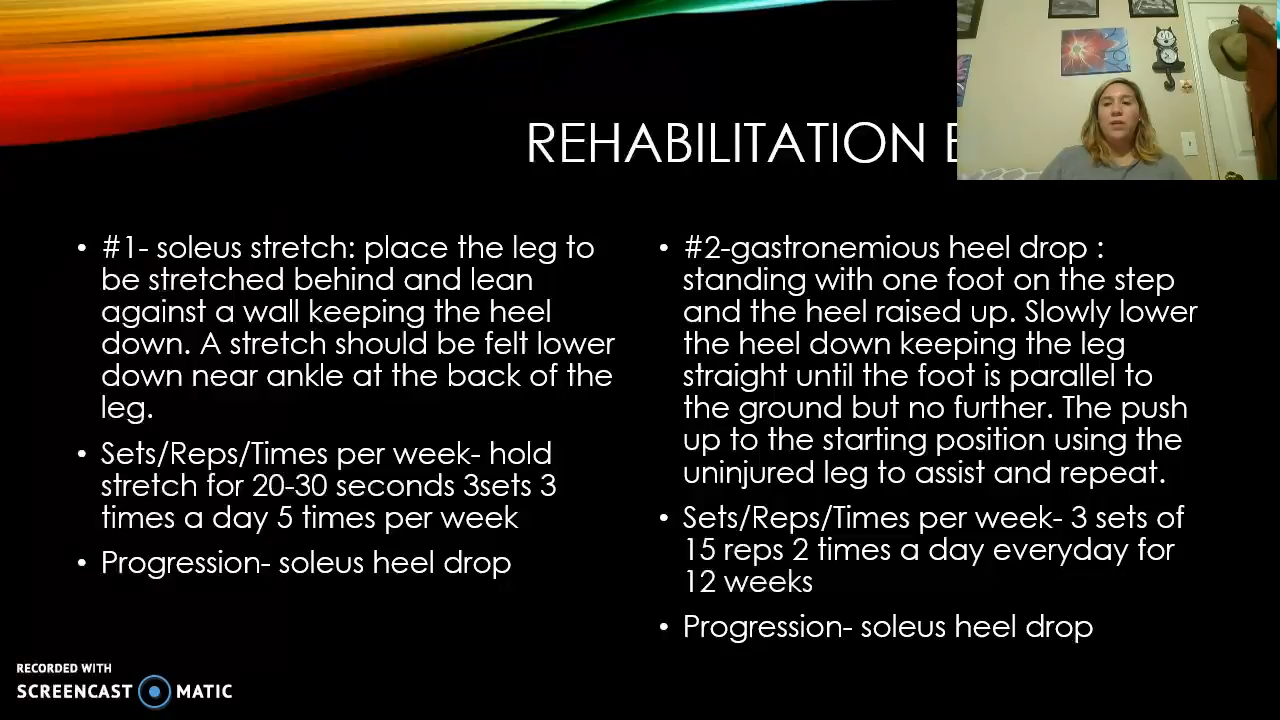 REHABILITATION E
• #1- soleus stretch: place the leg to
be stretched behind and lean
against a wall keeping the heel
down. A stretch should be felt lower
down near ankle at the back of the
leg.
• Sets/Reps/Times per week- hold
stretch for 20-30 seconds 3sets 3
times a day 5 times per week
• Progression- soleus heel drop
• #2-gastronemious heel drop :
standing with one foot on the step
and the heel raised up. Slowly lower
the heel down keeping the leg
straight until the foot is parallel to
the ground but no further. The push
up to the starting position using the
uninjured leg to assist and repeat.
• Sets/Reps/Times per week- 3 sets of
15 reps 2 times a day everyday for
12 weeks
• Progression- soleus heel drop
RECORDED WITH
SCREENCAST MATIC